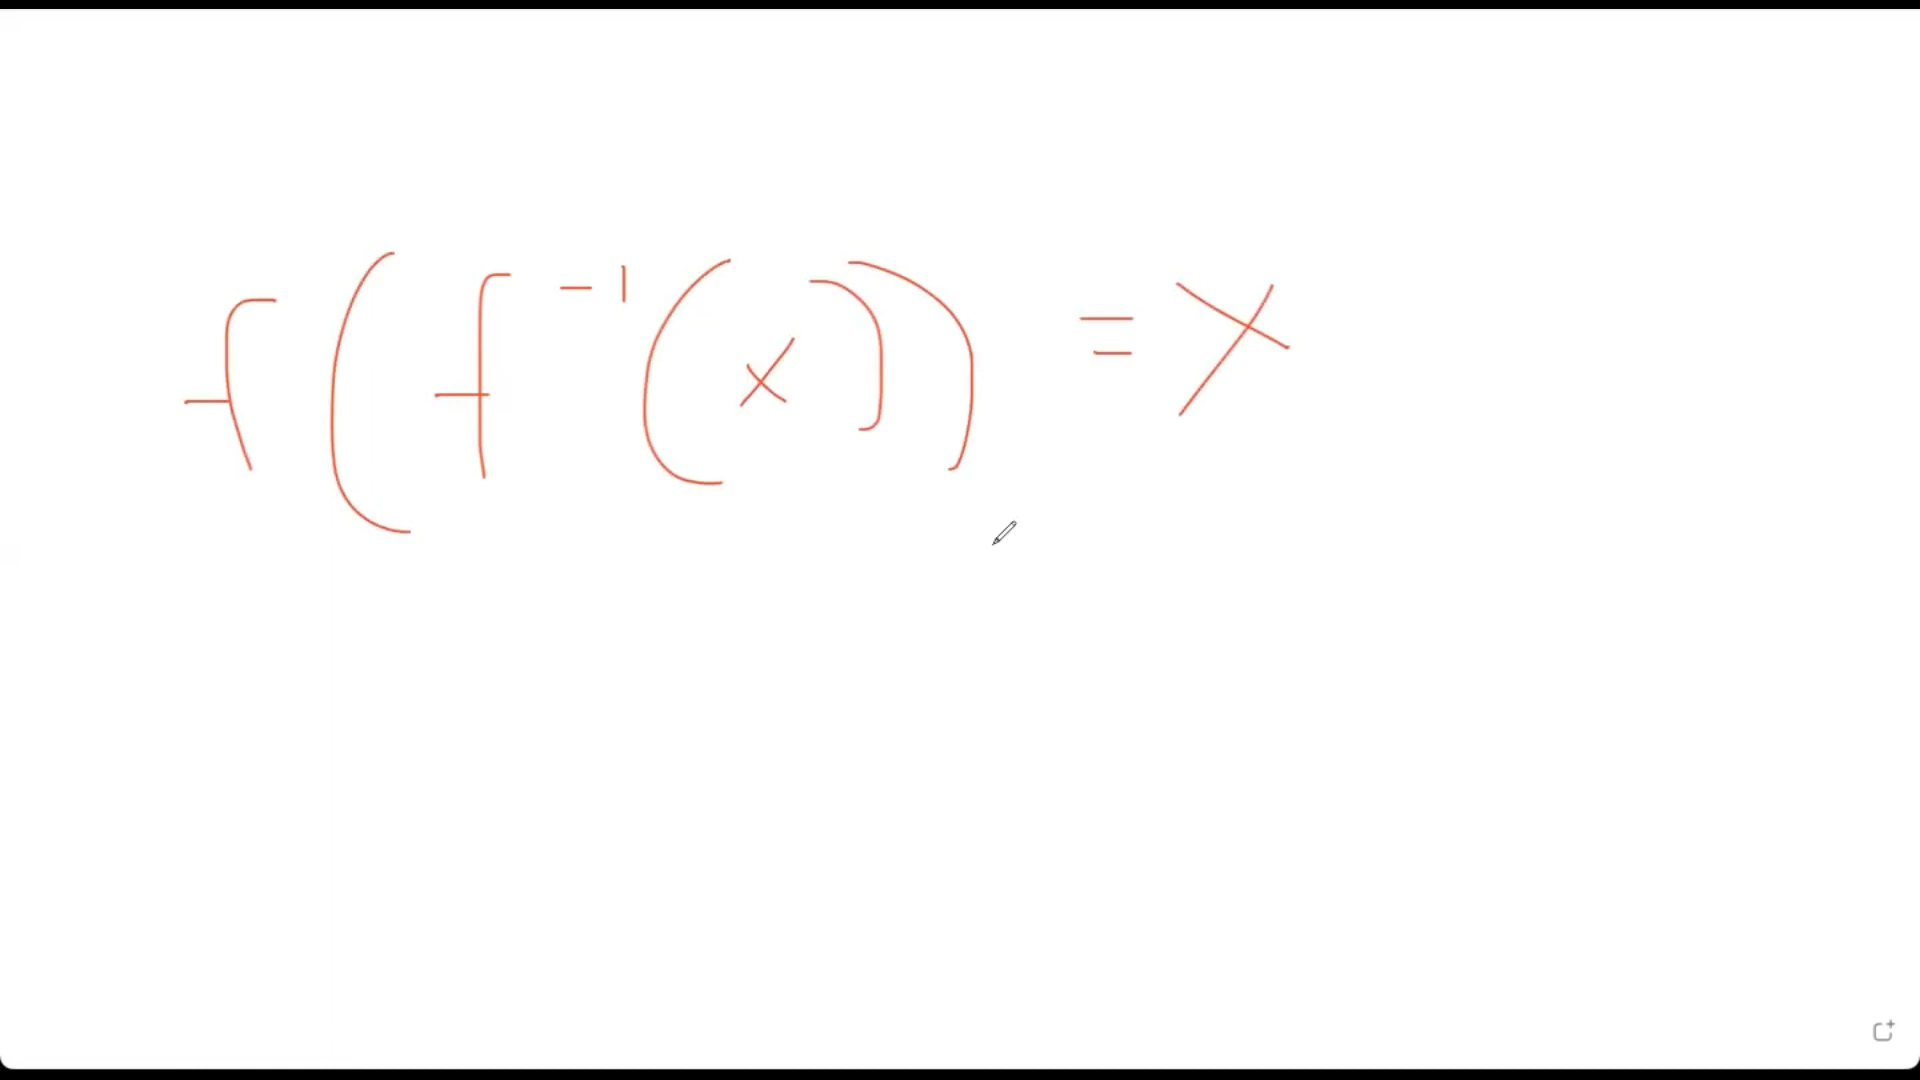 f(f⁻¹(x)) = x